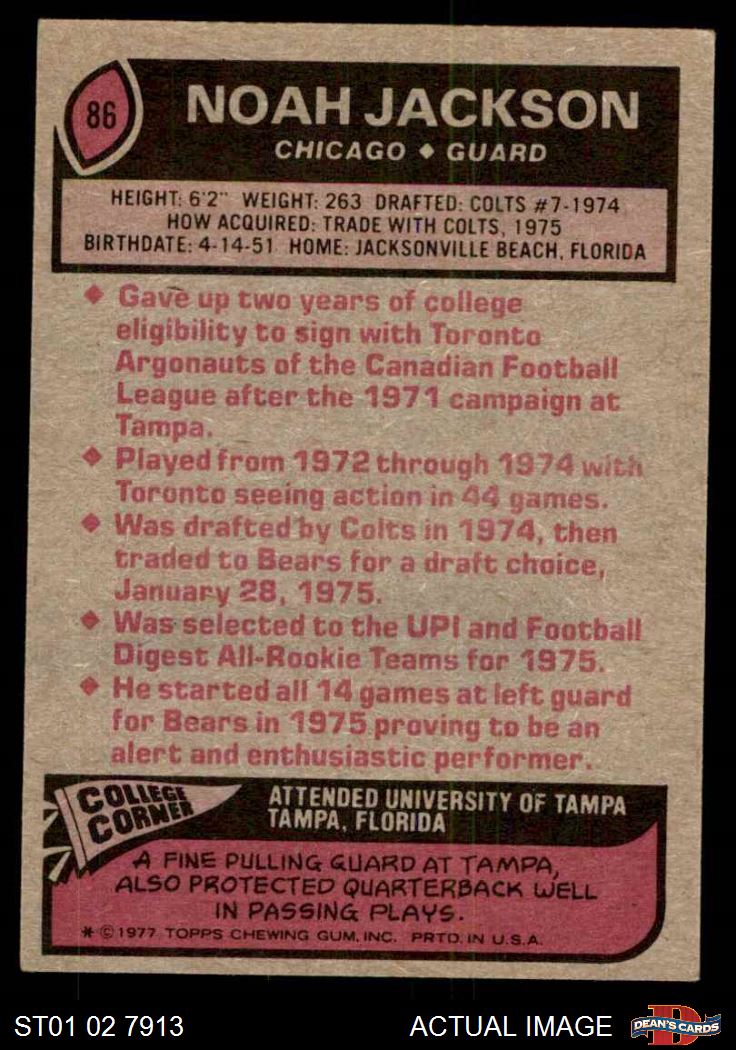 86
NOAH JACKSON
CHICAGO ♦ GUARD
HEIGHT: 6'2" WEIGHT: 263 DRAFTED: COLTS #7-1974
HOW ACQUIRED: TRADE WITH COLTS, 1975
BIRTHDATE: 4-14-51 HOME: JACKSONVILLE BEACH, FLORIDA
♦ Gave up two years of college
eligibility to sign with Toronto
Argonauts of the Canadian Football
League after the 1971 campaign at
Tampa.
♦ Played from 1972 through 1974 with
Toronto seeing action in 44 games.
♦ Was drafted by Colts in 1974, then
traded to Bears for a draft choice,
January 28, 1975.
♦ Was selected to the UPI and Football
Digest All-Rookie Teams for 1975.
♦ He started all 14 games at left guard
for Bears in 1975 proving to be an
alert and enthusiastic performer.
COLLEGE
CORNER
ATTENDED UNIVERSITY OF TAMPA
TAMPA, FLORIDA
A FINE PULLING GUARD AT TAMPA,
ALSO PROTECTED QUARTERBACK WELL
IN PASSING PLAYS.
* © 1977 TOPPS CHEWING GUM, INC. PRTD. IN U.S.A.
ST01 02 7913
ACTUAL IMAGE
D
DEAN'S CARDS